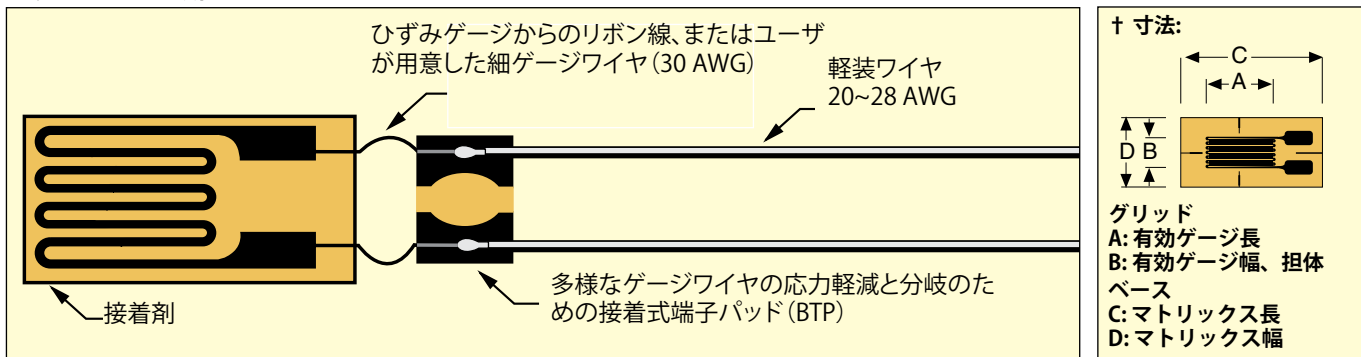 ひずみゲージからのリボン線、またはユーザ
が用意した細ゲージワイヤ（30 AWG）
軽装ワイヤ
20~28 AWG
接着剤
多様なゲージワイヤの応力軽減と分岐のた
めの接着式端子パッド（BTP）
† 寸法:
C
A
D B
グリッド
A: 有効ゲージ長
B: 有効ゲージ幅、担体
ベース
C: マトリックス長
D: マトリックス幅